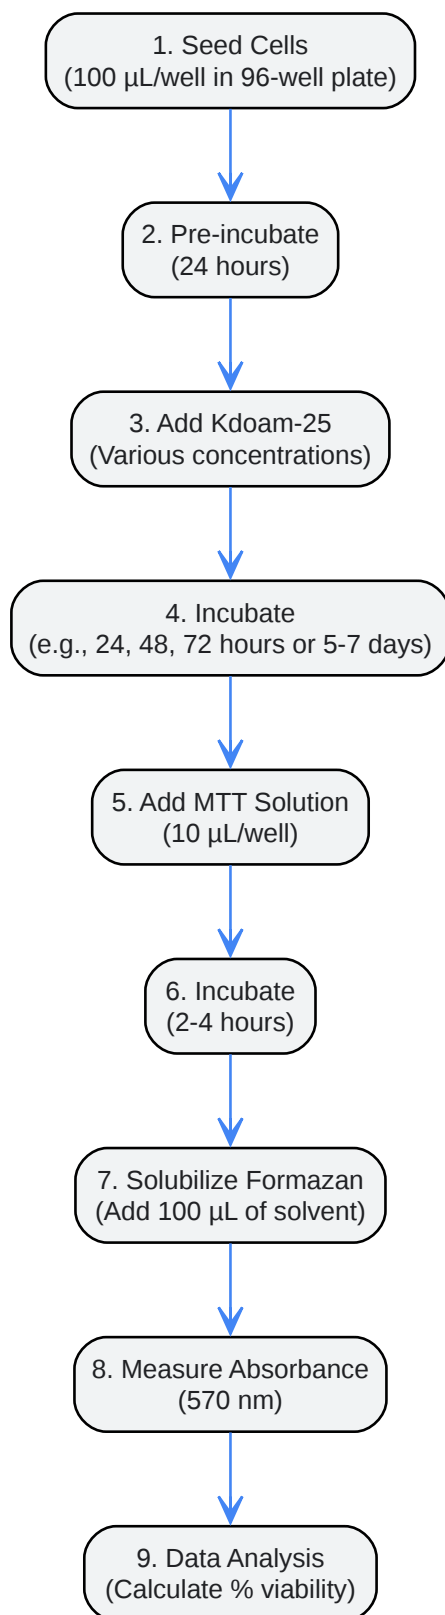 1. Seed Cells
(100 µL/well in 96-well plate)
2. Pre-incubate
(24 hours)
3. Add Kdoam-25
(Various concentrations)
4. Incubate
(e.g., 24, 48, 72 hours or 5-7 days)
5. Add MTT Solution
(10 µL/well)
6. Incubate
(2-4 hours)
7. Solubilize Formazan
(Add 100 µL of solvent)
8. Measure Absorbance
(570 nm)
9. Data Analysis
(Calculate % viability)